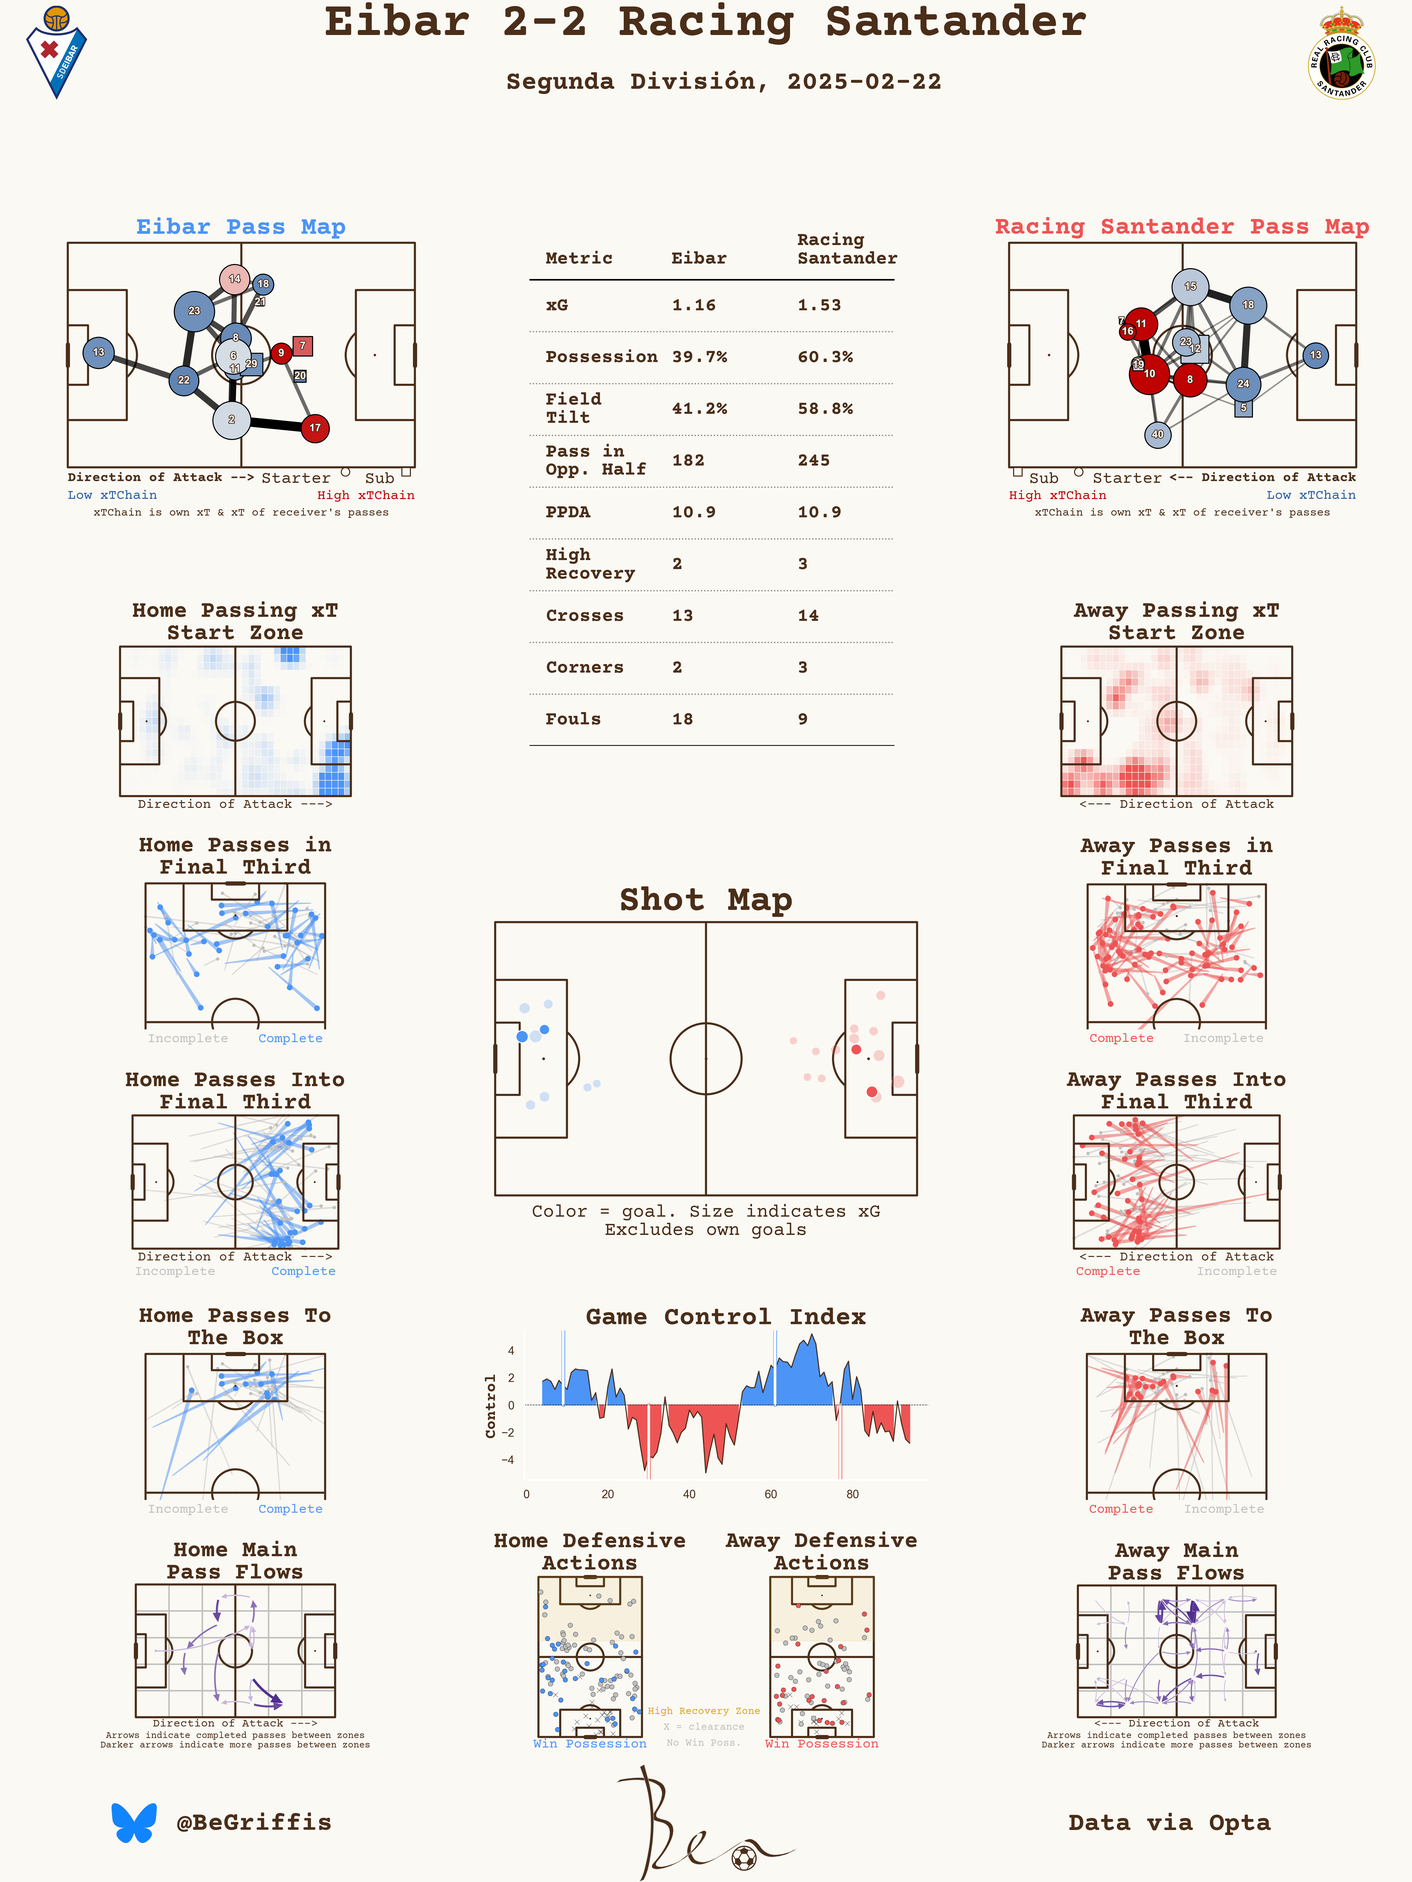 Eibar 2-2 Racing Santander
Segunda División, 2025-02-22
SDEIBAR
REAL RACING CLUB
SANTANDER
Eibar Pass Map
14
18
21
23
8
6
11
29
9
7
20
13
22
2
17
Direction of Attack --> Starter Sub
Low xTChain High xTChain
xTChain is own xT & xT of receiver's passes
Metric Eibar Racing Santander
xG 1.16 1.53
Possession 39.7% 60.3%
Field Tilt 41.2% 58.8%
Pass in Opp. Half 182 245
PPDA 10.9 10.9
High Recovery 2 3
Crosses 13 14
Corners 2 3
Fouls 18 9
Racing Santander Pass Map
15
18
7
11
16
23
12
13
19
10
8
24
5
40
Sub Starter <-- Direction of Attack
High xTChain Low xTChain
xTChain is own xT & xT of receiver's passes
Home Passing xT
Start Zone
Direction of Attack --->
Away Passing xT
Start Zone
<--- Direction of Attack
Home Passes in
Final Third
Incomplete Complete
Away Passes in
Final Third
Complete Incomplete
Shot Map
Color = goal. Size indicates xG
Excludes own goals
Home Passes Into
Final Third
Direction of Attack --->
Incomplete Complete
Away Passes Into
Final Third
<--- Direction of Attack
Complete Incomplete
Home Passes To
The Box
Incomplete Complete
Game Control Index
Control
4
2
0
−2
−4
0 20 40 60 80
Away Passes To
The Box
Complete Incomplete
Home Main
Pass Flows
Direction of Attack --->
Arrows indicate completed passes between zones
Darker arrows indicate more passes between zones
Home Defensive
Actions
Win Possession
High Recovery Zone
X = clearance
No Win Poss.
Away Defensive
Actions
Win Possession
Away Main
Pass Flows
<--- Direction of Attack
Arrows indicate completed passes between zones
Darker arrows indicate more passes between zones
@BeGriffis
Ben
Data via Opta